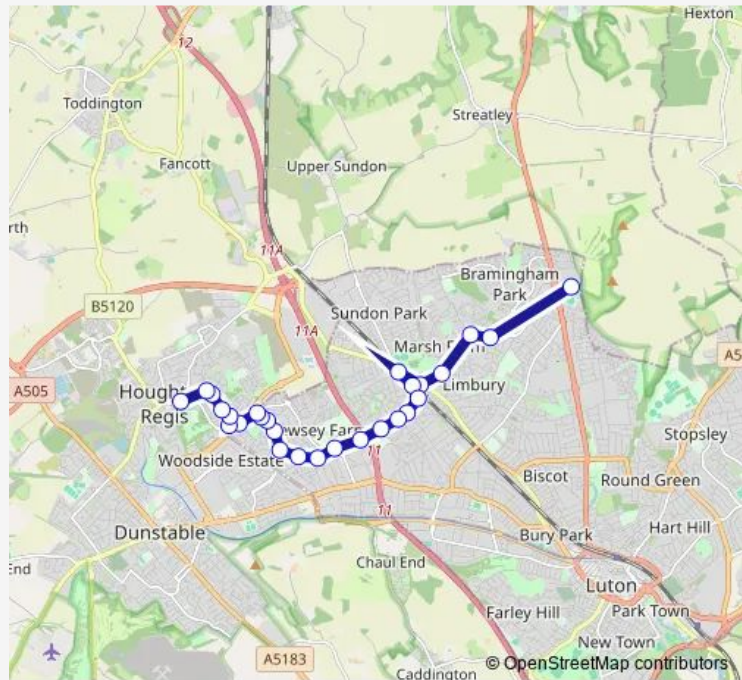 Hexton
12
Toddington
Streatley
Fancott
Upper Sundon
rth
11A
Bramingham
Park
B5120
Sundon Park
11A
Marsh
A5
A505
Limbury
Regis
11
Stopsley
Woodside Estate
Biscot
Round Green
11
Dunstable
Bury Park
Hart Hill
End
Chaul End
Luton
Farley Hill
Park Town
New Town
A5183
Caddington
© OpenStreetMap contributors